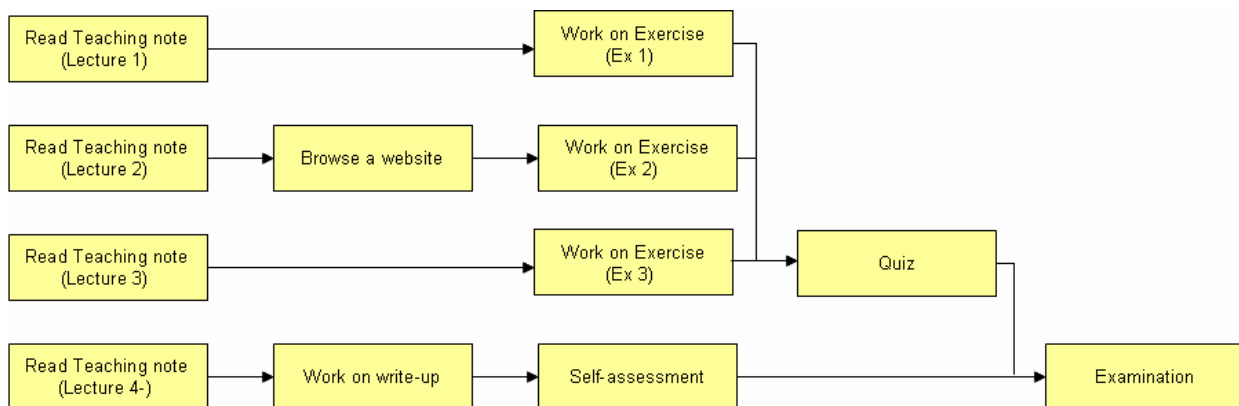 Read Teaching note
(Lecture 1)
Work on Exercise
(Ex 1)
Read Teaching note
(Lecture 2)
Browse a website
Work on Exercise
(Ex 2)
Read Teaching note
(Lecture 3)
Work on Exercise
(Ex 3)
Quiz
Read Teaching note
(Lecture 4-)
Work on write-up
Self-assessment
Examination